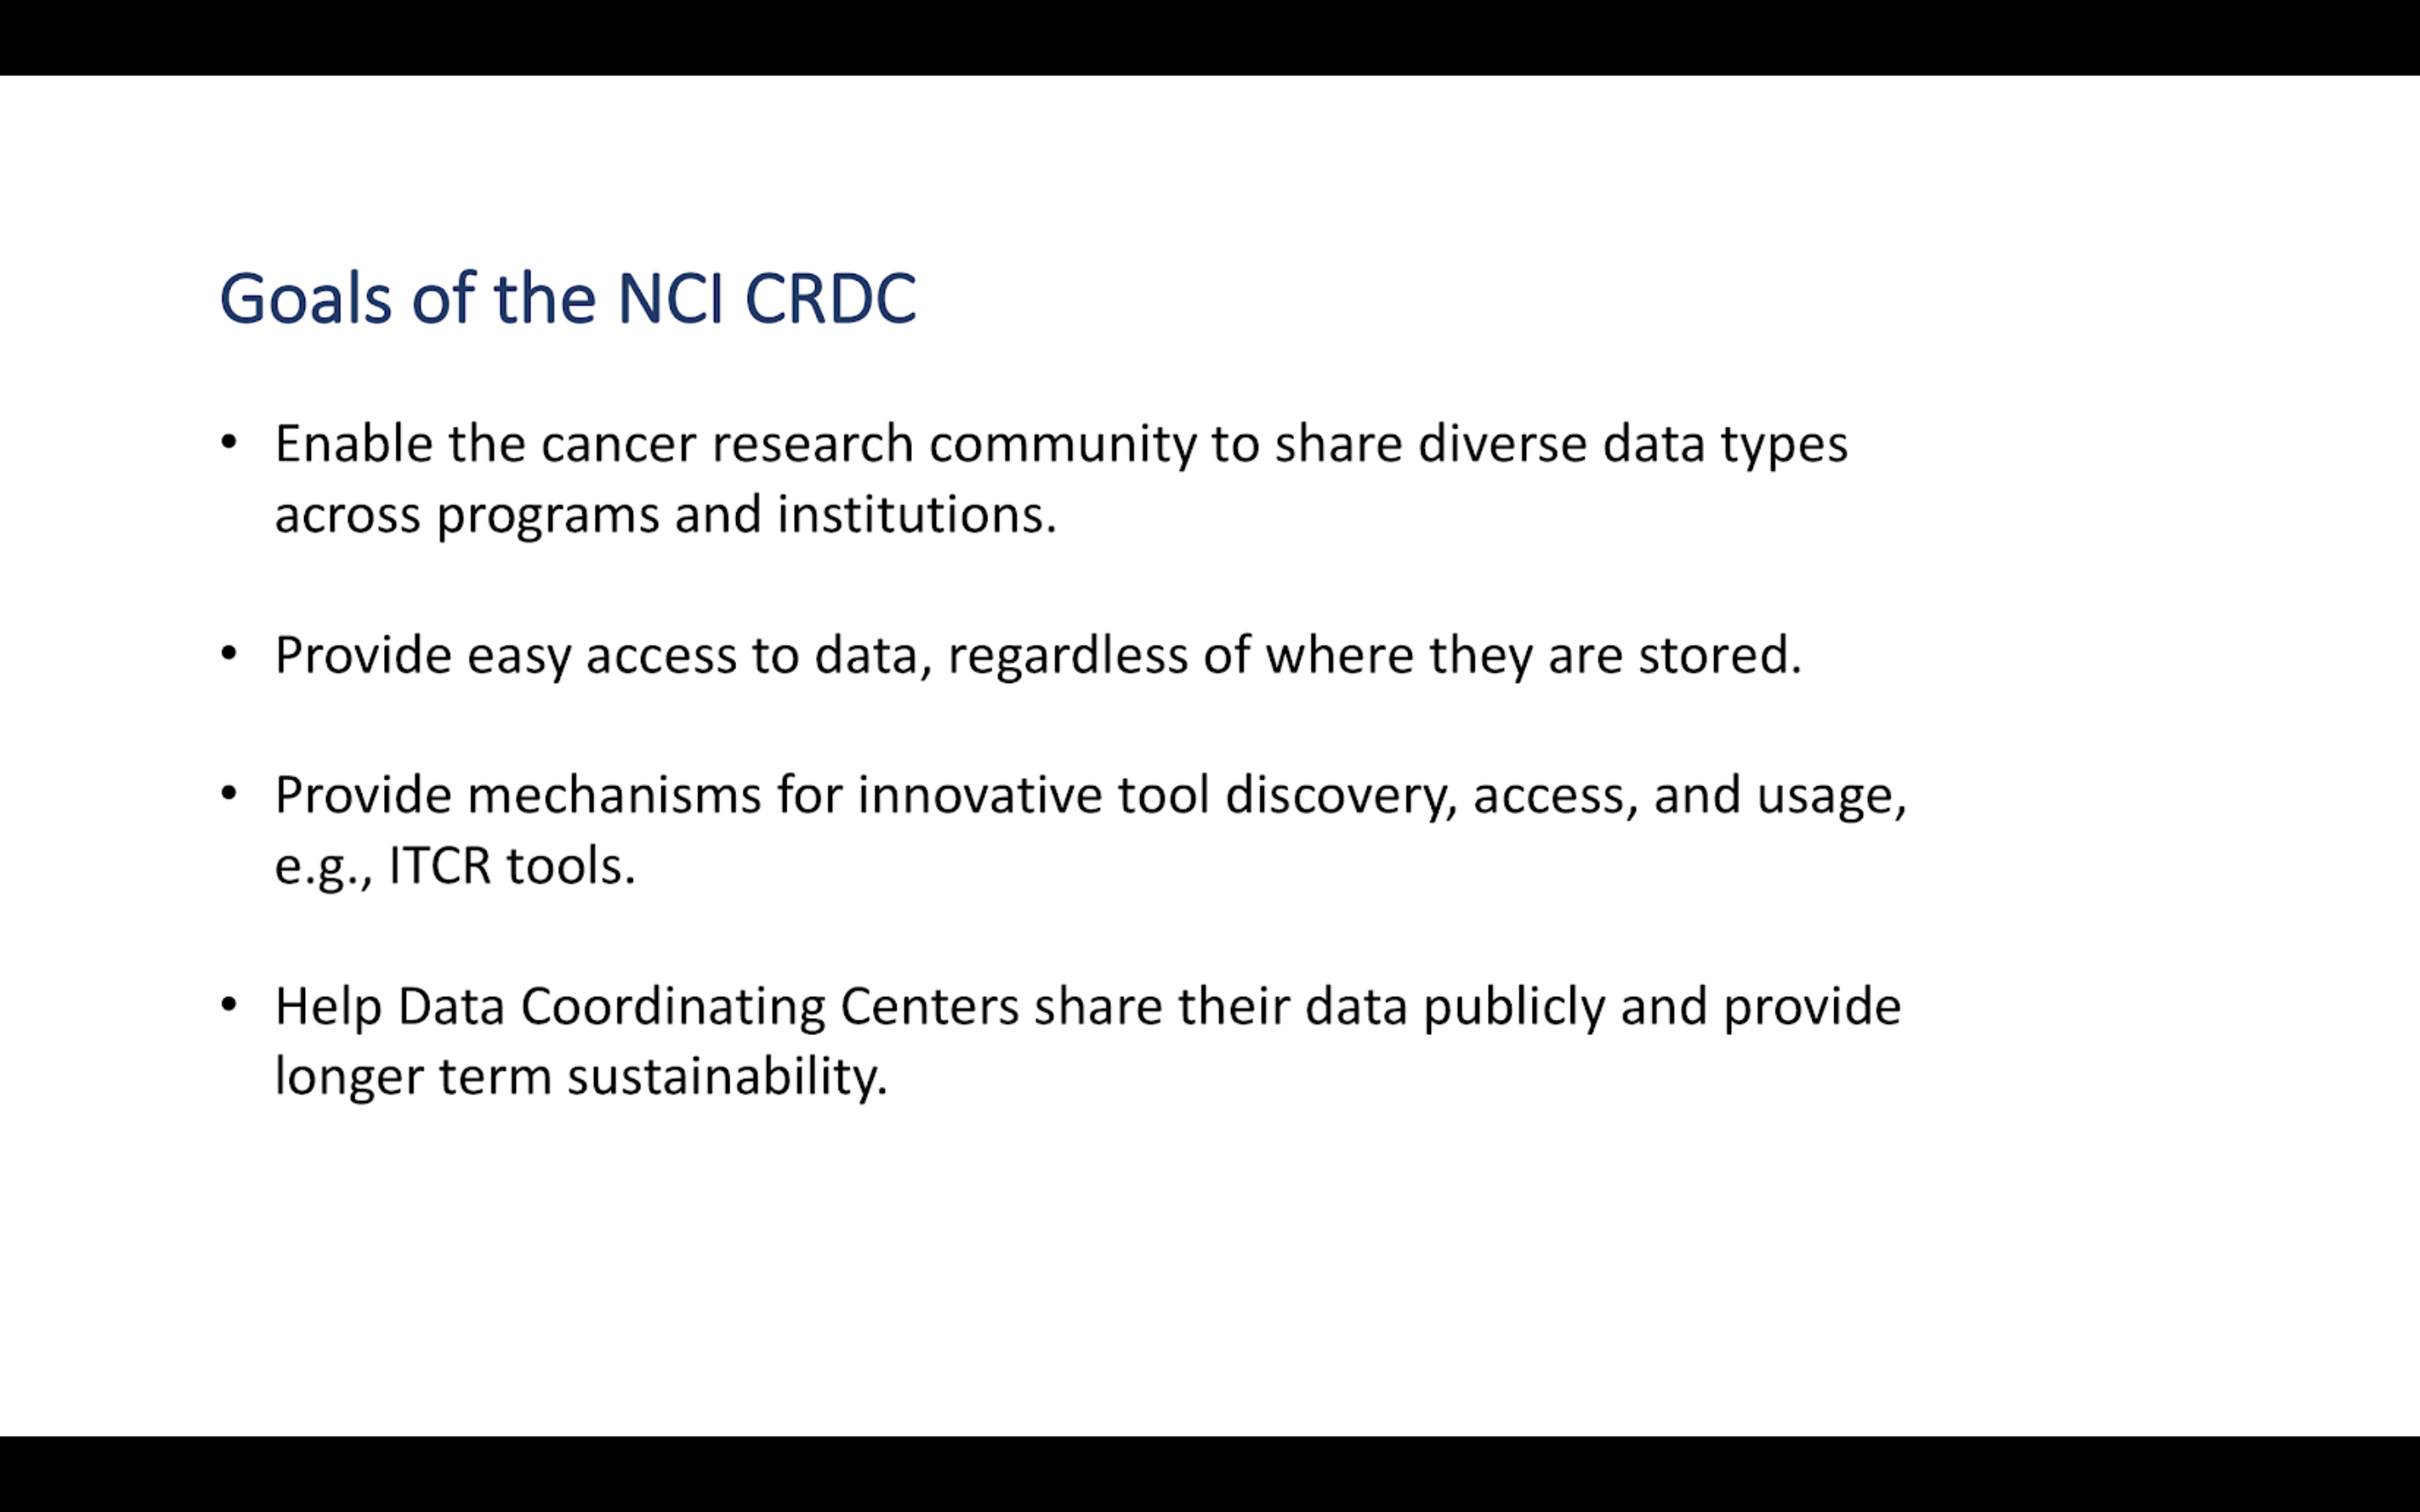 Goals of the NCI CRDC
• Enable the cancer research community to share diverse data types
across programs and institutions.
• Provide easy access to data, regardless of where they are stored.
• Provide mechanisms for innovative tool discovery, access, and usage,
e.g., ITCR tools.
• Help Data Coordinating Centers share their data publicly and provide
longer term sustainability.